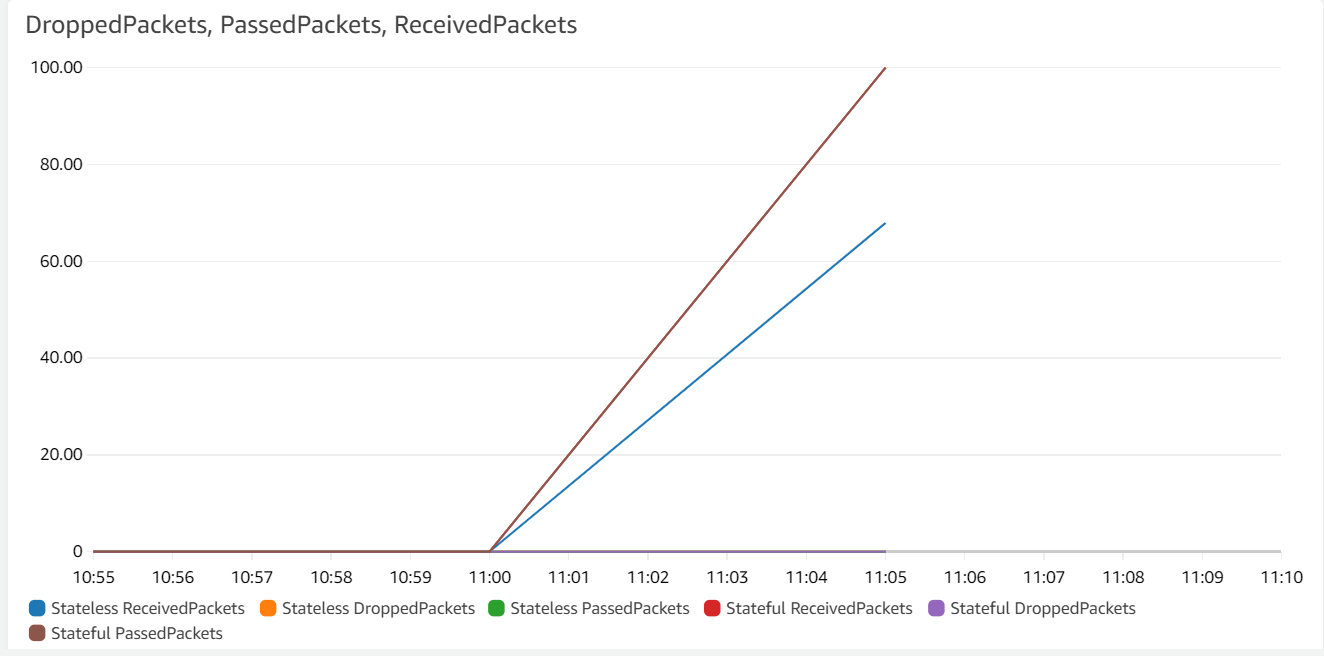 DroppedPackets, PassedPackets, ReceivedPackets
100.00
80.00
60.00
40.00
20.00
0
10:55 10:56 10:57 10:58 10:59 11:00 11:01 11:02 11:03 11:04 11:05 11:06 11:07 11:08 11:09 11:10
Stateless ReceivedPackets Stateless DroppedPackets Stateless PassedPackets Stateful ReceivedPackets Stateful DroppedPackets
Stateful PassedPackets